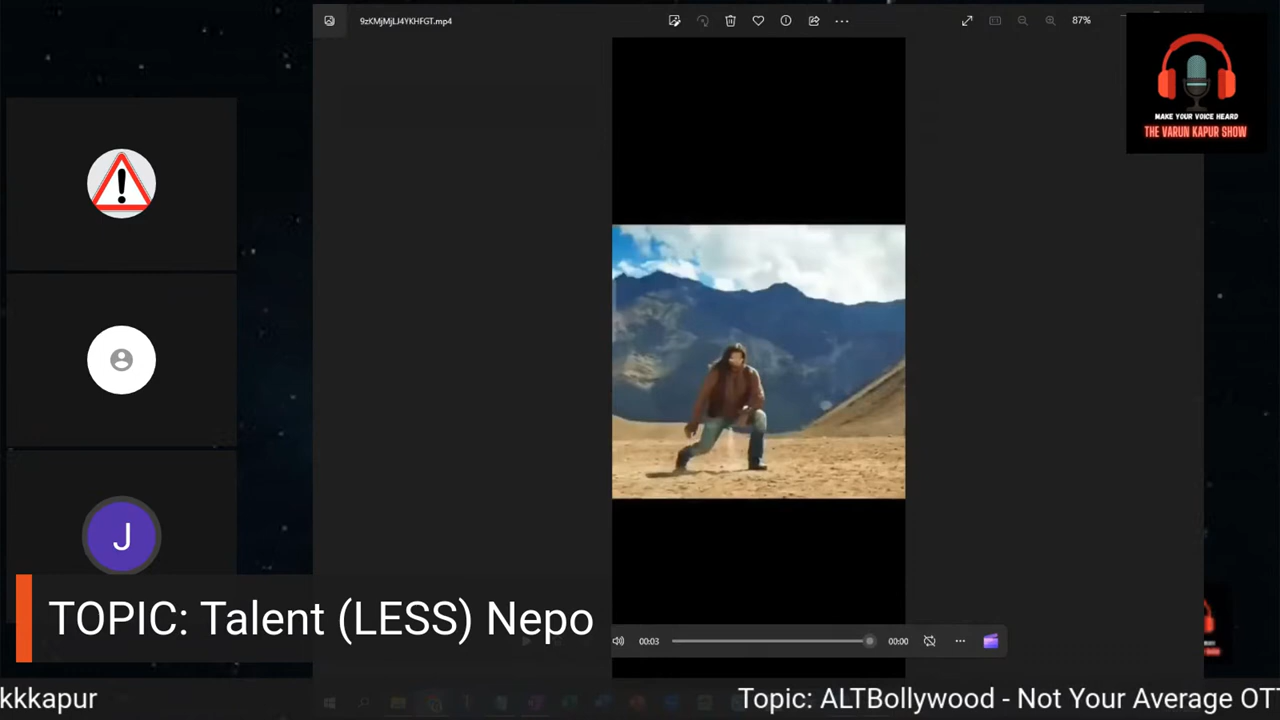 9zKMjMjLJ4YKHFGT.mp4
87%
MAKE YOUR VOICE HEARD
THE VARUN KAPUR SHOW
J
TOPIC: Talent (LESS) Nepo
00:03
00:00
kkkapur
Topic: ALTBollywood - Not Your Average OT